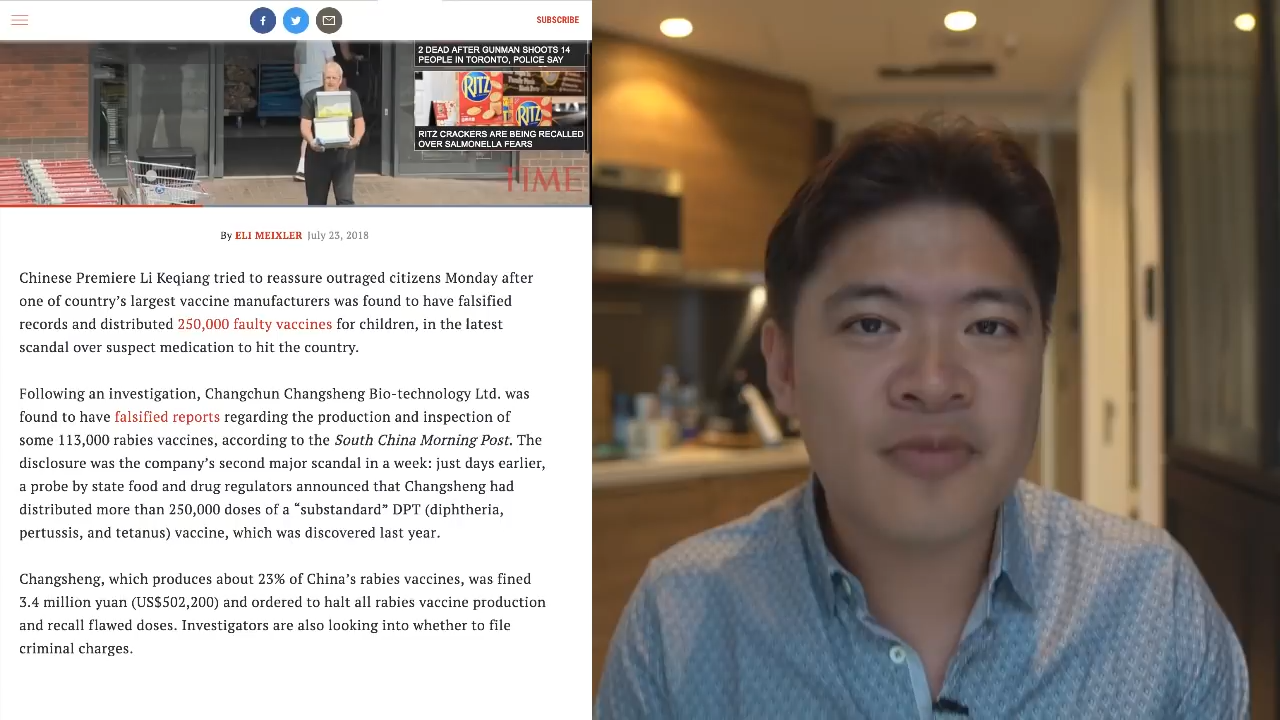 SUBSCRIBE
2 DEAD AFTER GUNMAN SHOOTS 14
PEOPLE IN TORONTO, POLICE SAY
RITZ
RITZ
RITZ CRACKERS ARE BEING RECALLED
OVER SALMONELLA FEARS
TIME
By ELI MEIXLER July 23, 2018
Chinese Premiere Li Keqiang tried to reassure outraged citizens Monday after
one of country's largest vaccine manufacturers was found to have falsified
records and distributed 250,000 faulty vaccines for children, in the latest
scandal over suspect medication to hit the country.
Following an investigation, Changchun Changsheng Bio-technology Ltd. was
found to have falsified reports regarding the production and inspection of
some 113,000 rabies vaccines, according to the South China Morning Post. The
disclosure was the company's second major scandal in a week: just days earlier,
a probe by state food and drug regulators announced that Changsheng had
distributed more than 250,000 doses of a “substandard” DPT (diphtheria,
pertussis, and tetanus) vaccine, which was discovered last year.
Changsheng, which produces about 23% of China's rabies vaccines, was fined
3.4 million yuan (US$502,200) and ordered to halt all rabies vaccine production
and recall flawed doses. Investigators are also looking into whether to file
criminal charges.